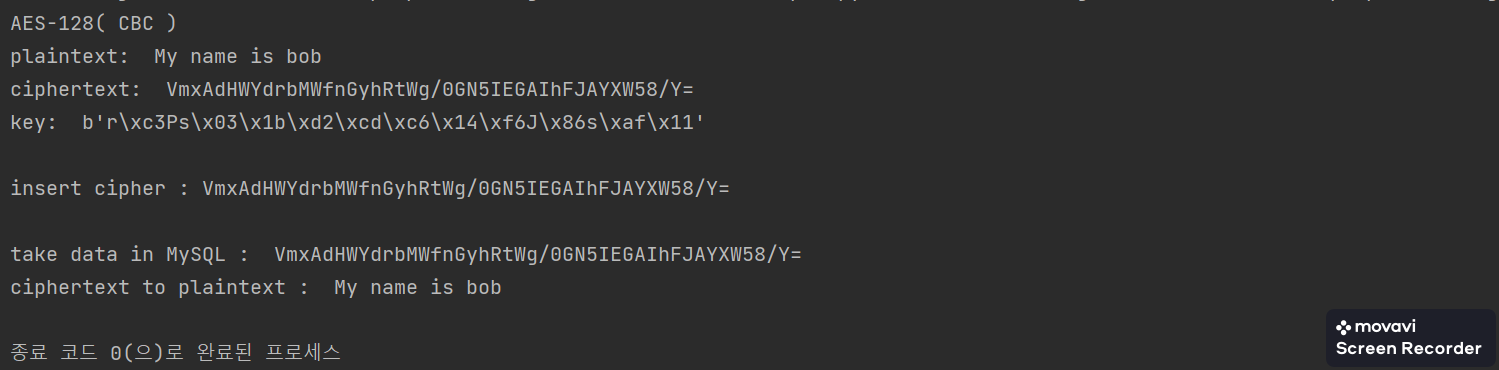 AES-128( CBC )
plaintext:  My name is bob
ciphertext:  VmxAdHWYdrbMWfnGyhRtWg/0GN5IEGAIhFJAYXW58/Y=
key:  b'r\xc3Ps\x03\x1b\xd2\xcd\xc6\x14\xf6J\x86s\xaf\x11'
insert cipher : VmxAdHWYdrbMWfnGyhRtWg/0GN5IEGAIhFJAYXW58/Y=
take data in MySQL :  VmxAdHWYdrbMWfnGyhRtWg/0GN5IEGAIhFJAYXW58/Y=
ciphertext to plaintext :  My name is bob
종료 코드 0(으)로 완료된 프로세스
movavi
Screen Recorder